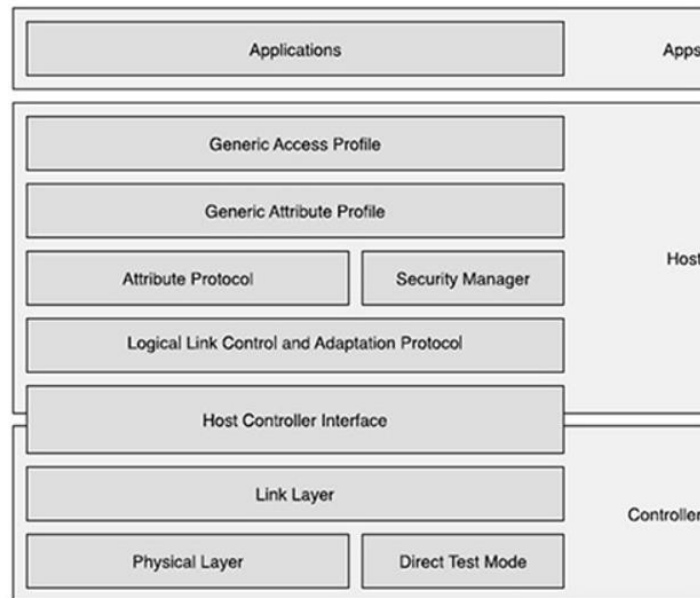 Applications
Apps
Generic Access Profile
Generic Attribute Profile
Host
Attribute Protocol
Security Manager
Logical Link Control and Adaptation Protocol
Host Controller Interface
Link Layer
Controller
Physical Layer
Direct Test Mode